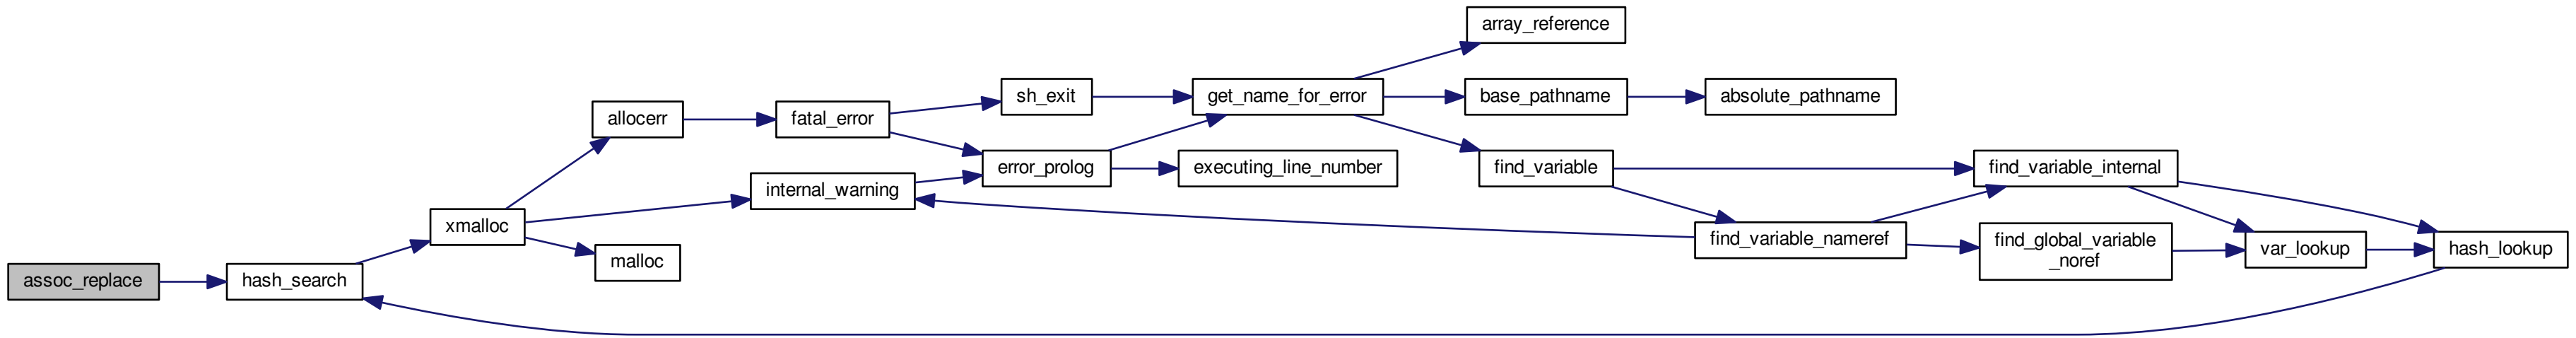 array_reference
sh_exit
get_name_for_error
base_pathname
absolute_pathname
allocerr
fatal_error
error_prolog
executing_line_number
find_variable
find_variable_internal
internal_warning
xmalloc
find_variable_nameref
find_global_variable
_noref
var_lookup
hash_lookup
malloc
assoc_replace
hash_search